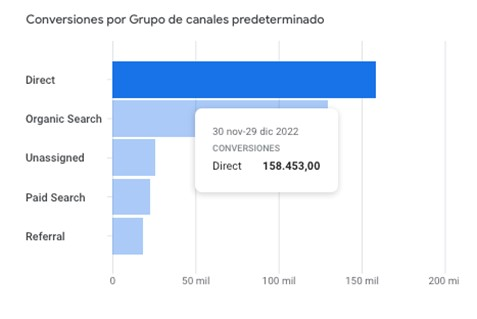 Conversiones por Grupo de canales predeterminado
Direct
Organic Search
30 nov-29 dic 2022
CONVERSIONES
Direct 158.453,00
Unassigned
Paid Search
Referral
0 50 mil 100 mil 150 mil 200 mi